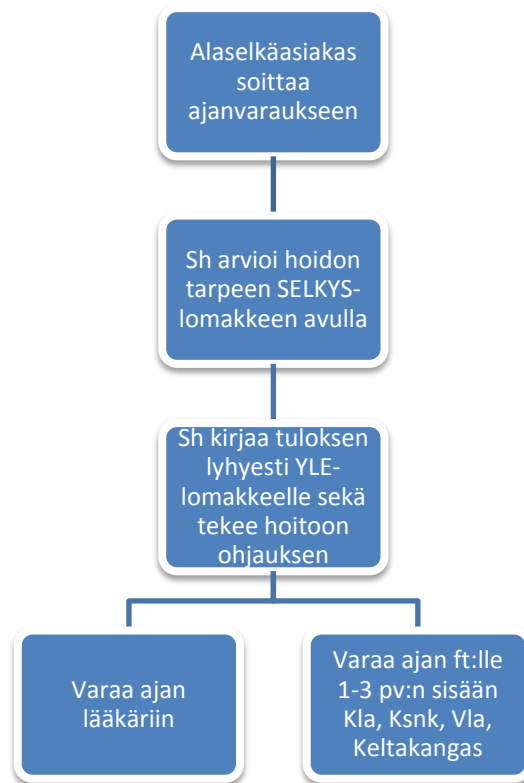 Alaselkäasiakas
soittaa
ajanvaraukseen
Sh arvioi hoidon
tarpeen SELKYS-
lomakkeen avulla
Sh kirjaa tuloksen
lyhyesti YLE-
lomakkeelle sekä
tekee hoitoon
ohjauksen
Varaa ajan
lääkäriin
Varaa ajan ft:lle
1-3 pv:n sisään
Kla, Ksnk, Vla,
Keltakangas